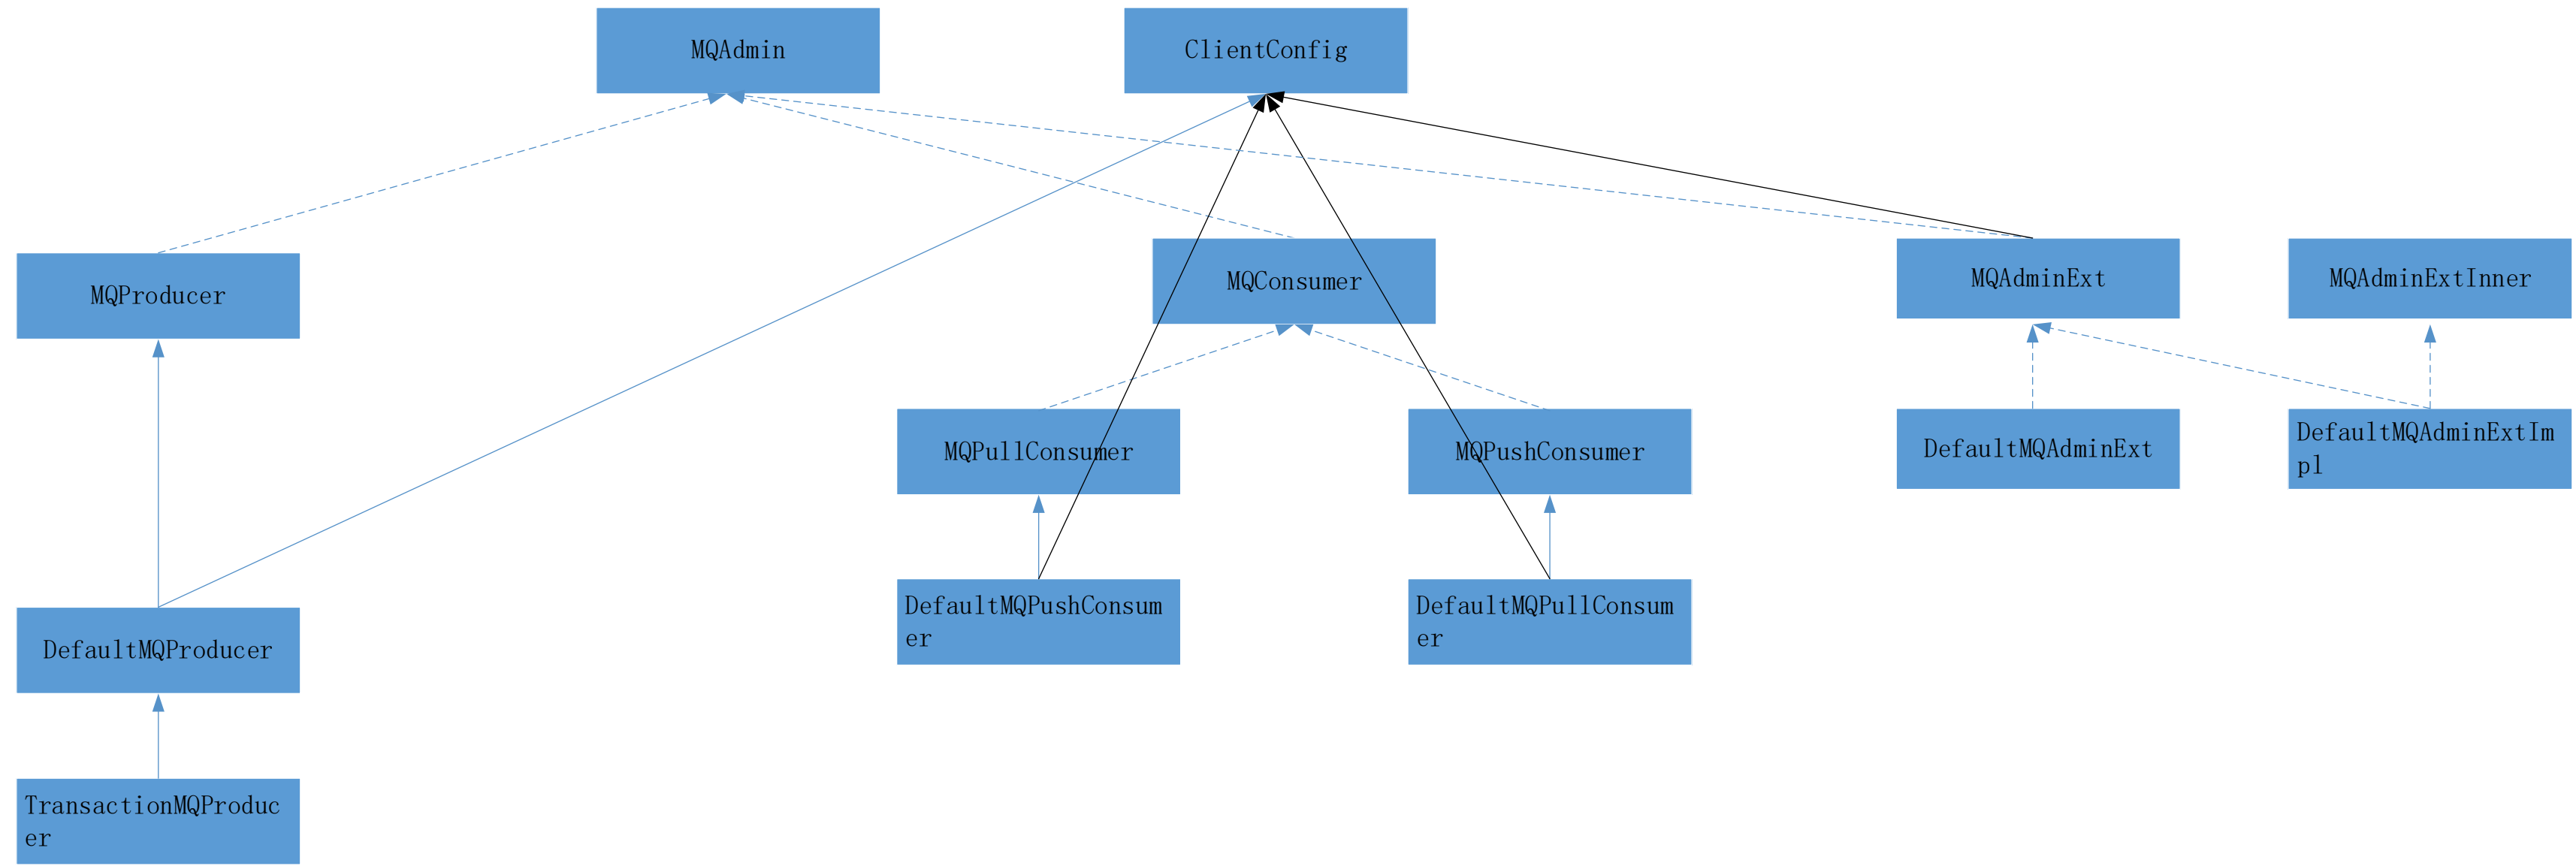 MQAdmin
ClientConfig
MQProducer
MQConsumer
MQAdminExt
MQAdminExtInner
MQPullConsumer
MQPushConsumer
DefaultMQAdminExt
DefaultMQAdminExtIm
pl
DefaultMQProducer
DefaultMQPushConsum
er
DefaultMQPullConsum
er
TransactionMQProduc
er